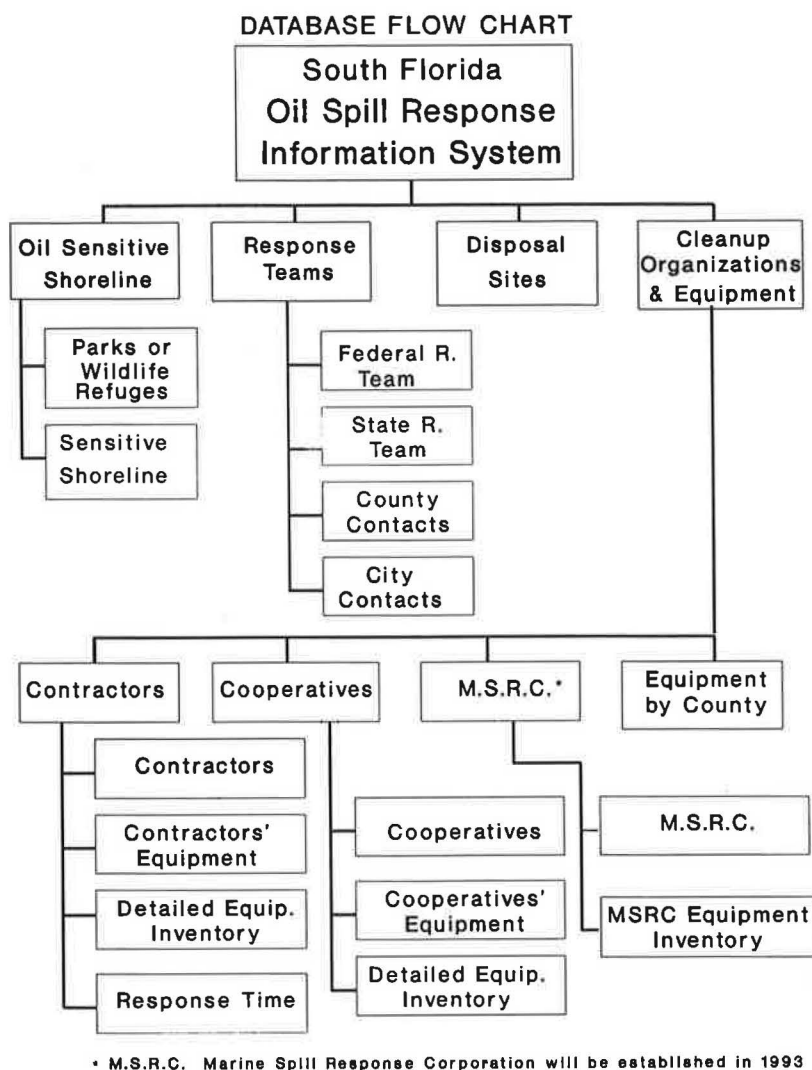 DATABASE FLOW CHART
South Florida
Oil Spill Response
Information System
Oil Sensitive
Shoreline
Response
Teams
Disposal
Sites
Cleanup
Organizations
& Equipment
Parks or
Wildlife
Refuges
Sensitive
Shoreline
Federal R.
Team
State R.
Team
County
Contacts
City
Contacts
Contractors
Cooperatives
M.S.R.C.*
Equipment
by County
Contractors
Contractors'
Equipment
Detailed Equip.
Inventory
Response Time
Cooperatives
Cooperatives'
Equipment
Detailed Equip.
Inventory
M.S.R.C.
MSRC Equipment
Inventory
* M.S.R.C. Marine Spill Response Corporation will be established in 1993